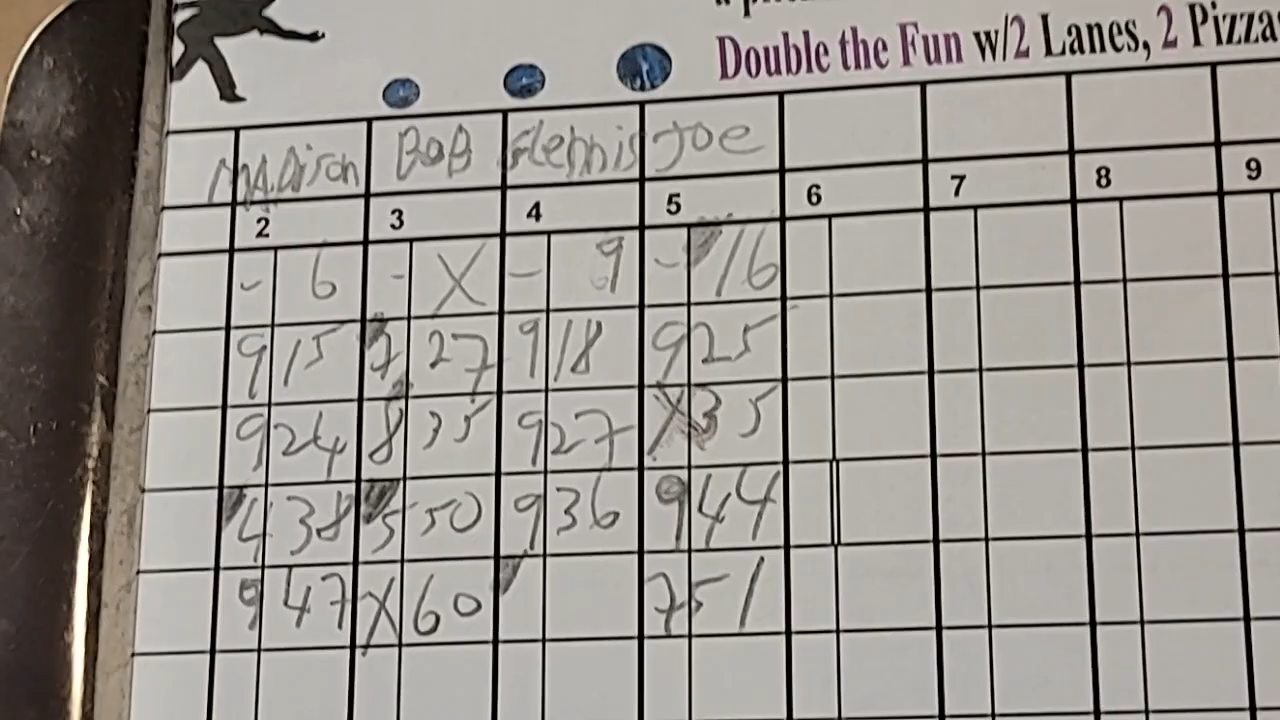 Double the Fun w/2 Lanes, 2 Pizza
Madison BOB Glennis Joe
2 3 4 5 6 7 8 9
- 6 - X - 9 - 16
9 15 7 27 9 18 9 25
9 24 8 35 9 27 X 35
4 38 5 50 9 36 9 44
9 47 X 60 7 51